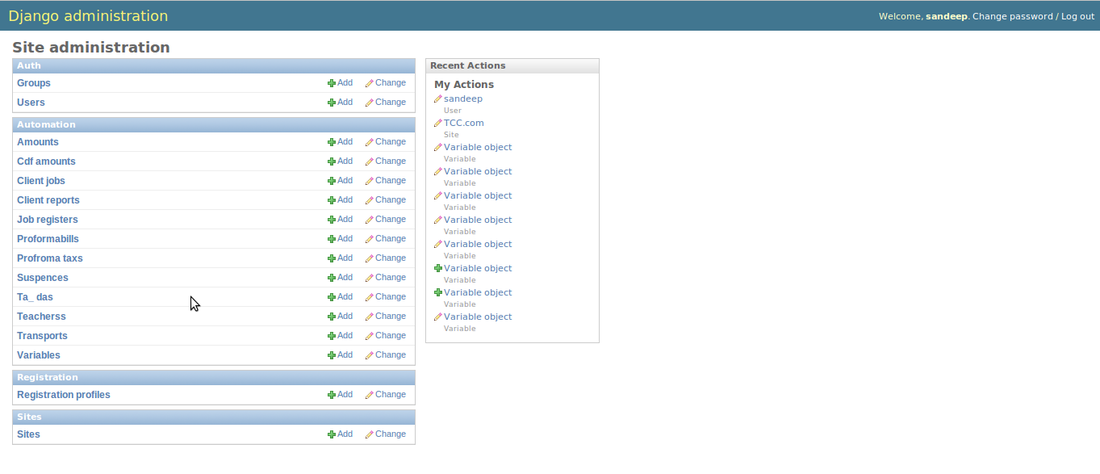 Django administration
Welcome, sandeep. Change password / Log out
Site administration
Auth
Groups Add Change
Users Add Change
Automation
Amounts Add Change
Cdf amounts Add Change
Client jobs Add Change
Client reports Add Change
Job registers Add Change
Proformabills Add Change
Profroma taxs Add Change
Suspences Add Change
Ta_ das Add Change
Teacherss Add Change
Transports Add Change
Variables Add Change
Registration
Registration profiles Add Change
Sites
Sites Add Change
Recent Actions
My Actions
sandeep
User
TCC.com
Site
Variable object
Variable
Variable object
Variable
Variable object
Variable
Variable object
Variable
Variable object
Variable
Variable object
Variable
Variable object
Variable
Variable object
Variable